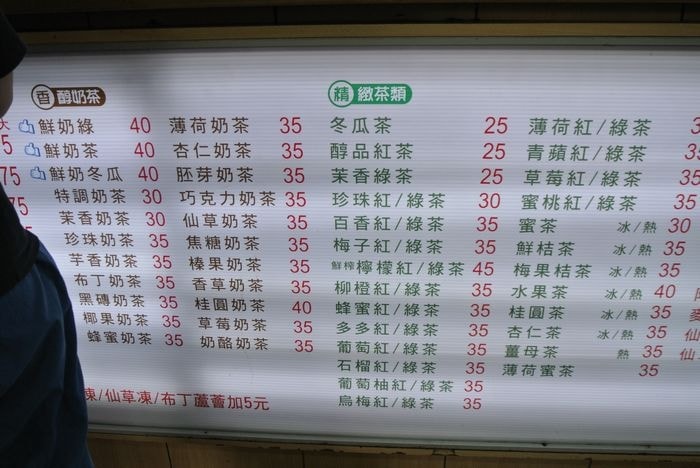 香醇奶茶
鮮奶綠 40
鮮奶茶 40
鮮奶冬瓜 40
特調奶茶 30
茉香奶茶 30
珍珠奶茶 35
芋香奶茶 35
布丁奶茶 35
黑磚奶茶 35
椰果奶茶 35
蜂蜜奶茶 35
薄荷奶茶 35
杏仁奶茶 35
胚芽奶茶 35
巧克力奶茶 35
仙草奶茶 35
焦糖奶茶 35
榛果奶茶 35
香草奶茶 35
桂圓奶茶 40
草莓奶茶 35
奶酪奶茶 35
凍/仙草凍/布丁蘆薈加5元
精緻茶類
冬瓜茶 25
醇品紅茶 25
茉香綠茶 25
珍珠紅/綠茶 30
百香紅/綠茶 35
梅子紅/綠茶 35
鮮榨檸檬紅/綠茶 45
柳橙紅/綠茶 35
蜂蜜紅/綠茶 35
多多紅/綠茶 35
葡萄紅/綠茶 35
石榴紅/綠茶 35
葡萄柚紅/綠茶 35
烏梅紅/綠茶 35
薄荷紅/綠茶
青蘋紅/綠茶
草莓紅/綠茶 35
蜜桃紅/綠茶 35
蜜茶 冰/熱 30
鮮桔茶 冰/熱 35
梅果桔茶 冰/熱 35
水果茶 冰/熱 40
桂圓茶 冰/熱 35
杏仁茶 冰/熱 35
薑母茶 熱 35
薄荷蜜茶 35